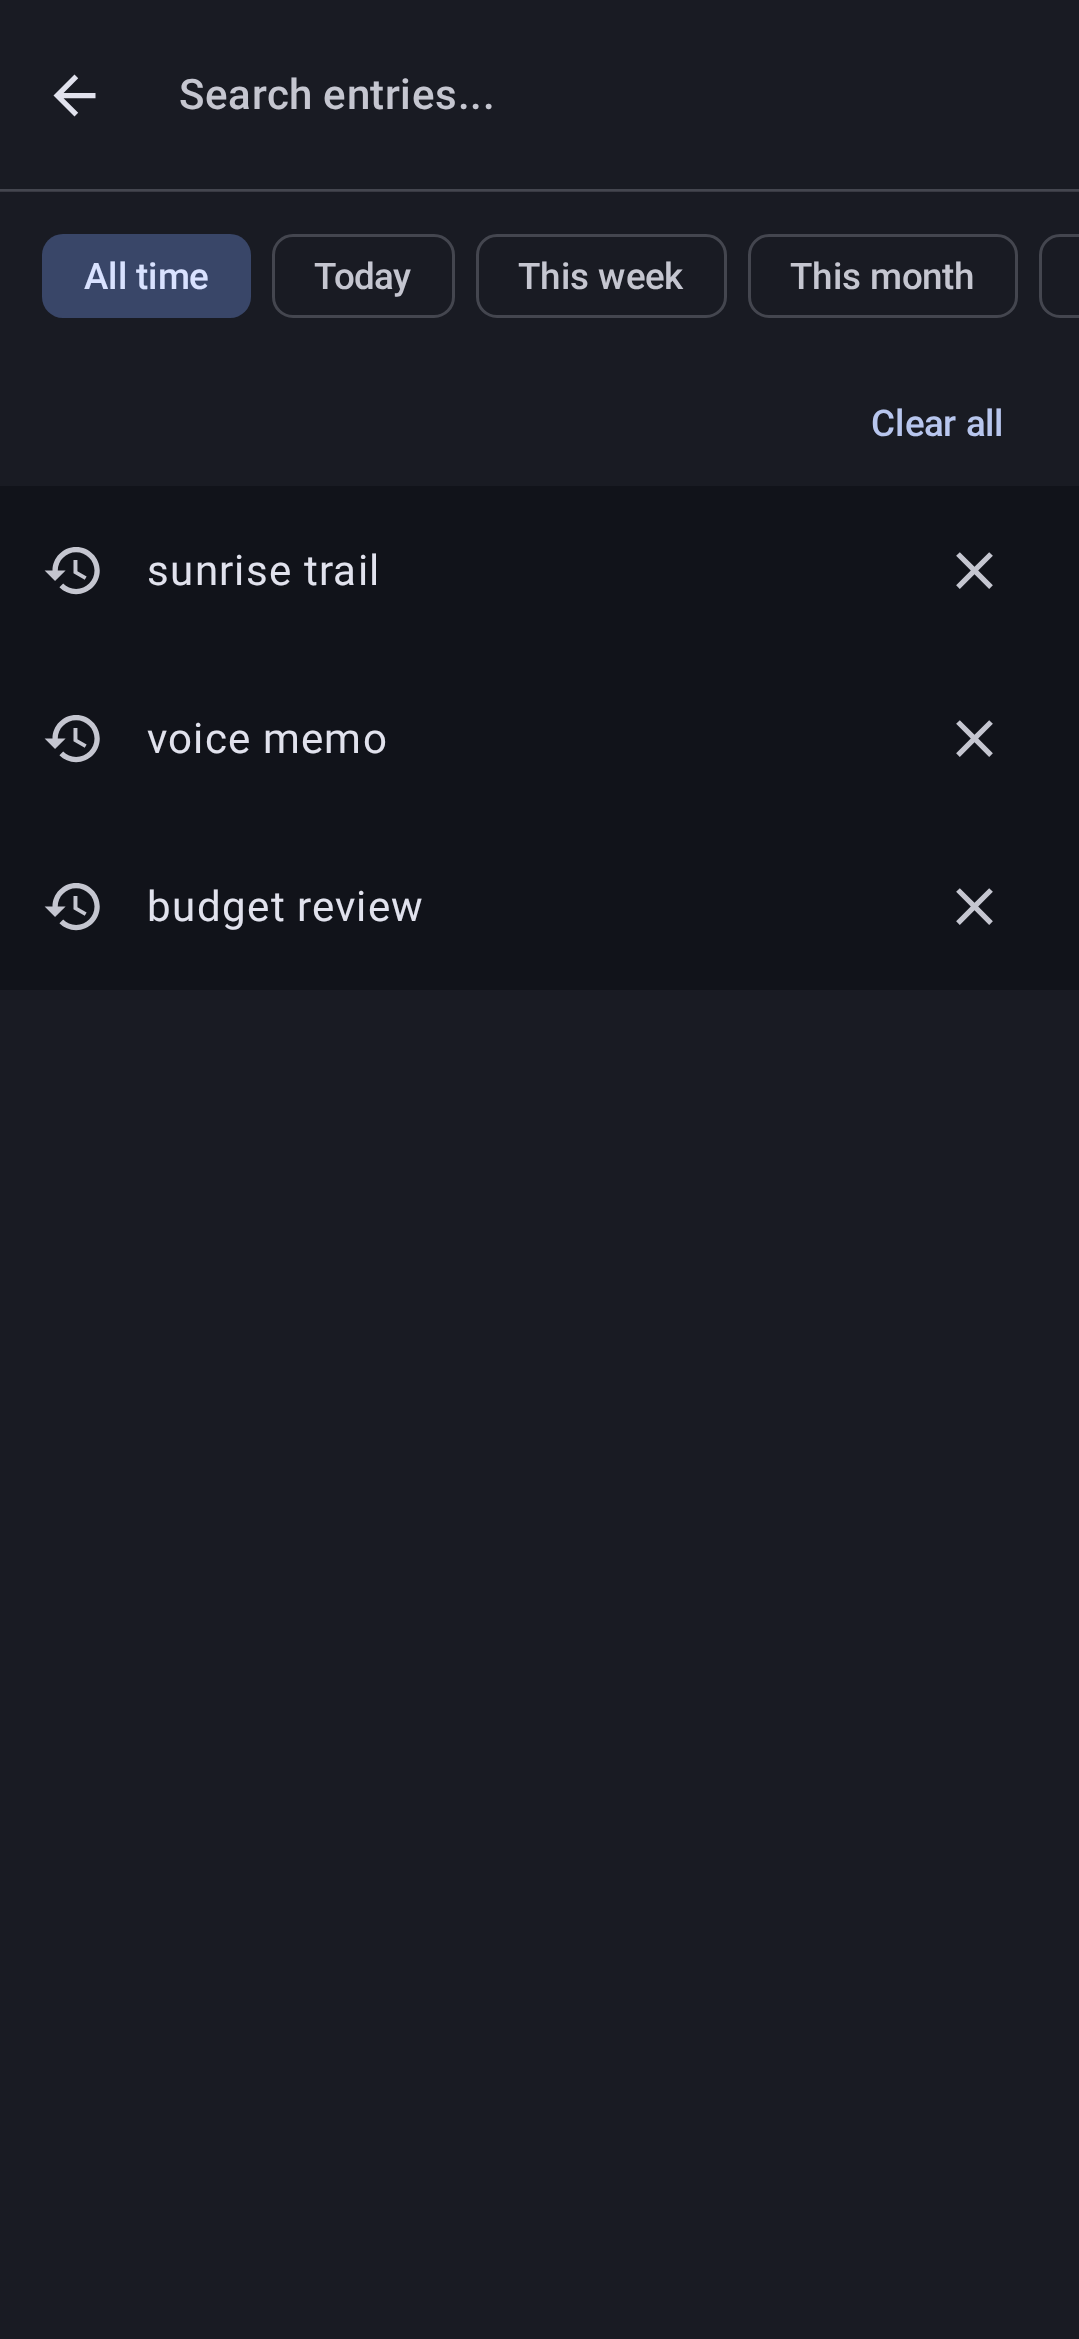 Search entries...
All time Today This week This month
Clear all
sunrise trail
voice memo
budget review